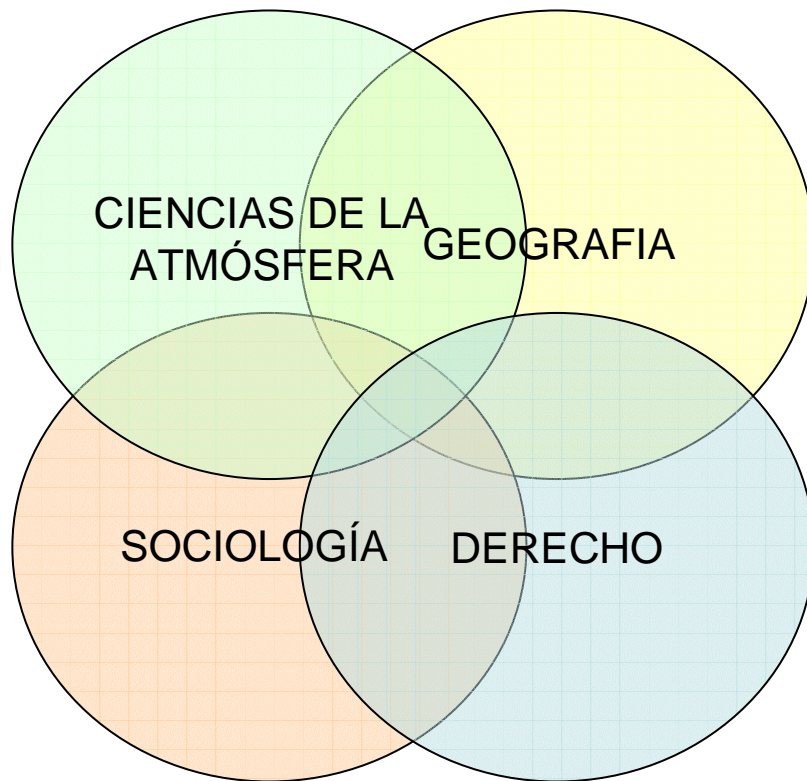 CIENCIAS DE LA
ATMÓSFERA
GEOGRAFIA
SOCIOLOGÍA
DERECHO